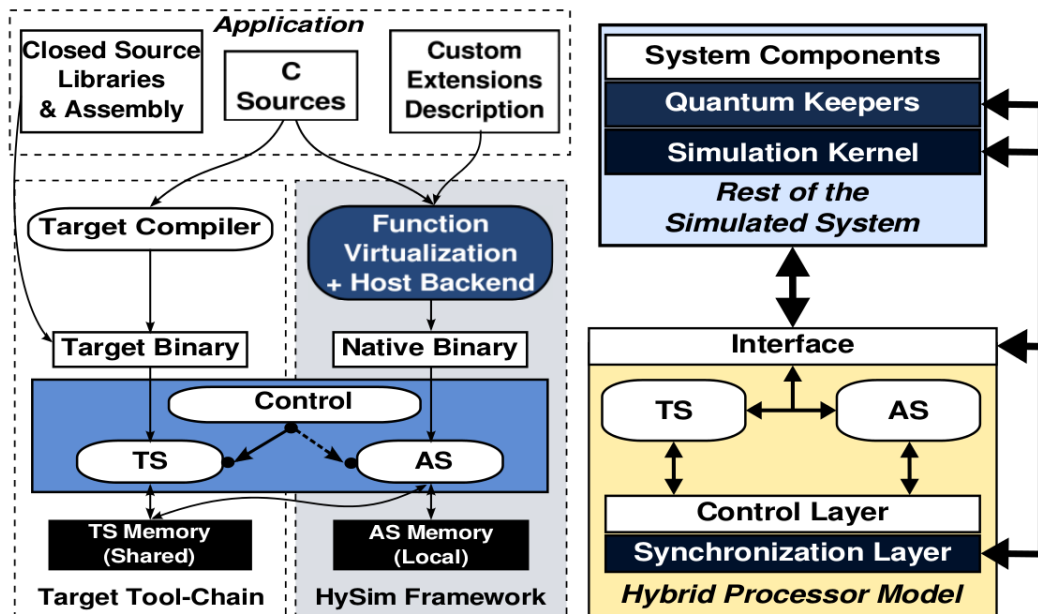 Application
Closed Source
Libraries
& Assembly
C
Sources
Custom
Extensions
Description
Target Compiler
Function
Virtualization
+ Host Backend
Target Binary
Native Binary
Control
TS
AS
TS Memory
(Shared)
AS Memory
(Local)
Target Tool-Chain
HySim Framework
System Components
Quantum Keepers
Simulation Kernel
Rest of the
Simulated System
Interface
TS
AS
Control Layer
Synchronization Layer
Hybrid Processor Model